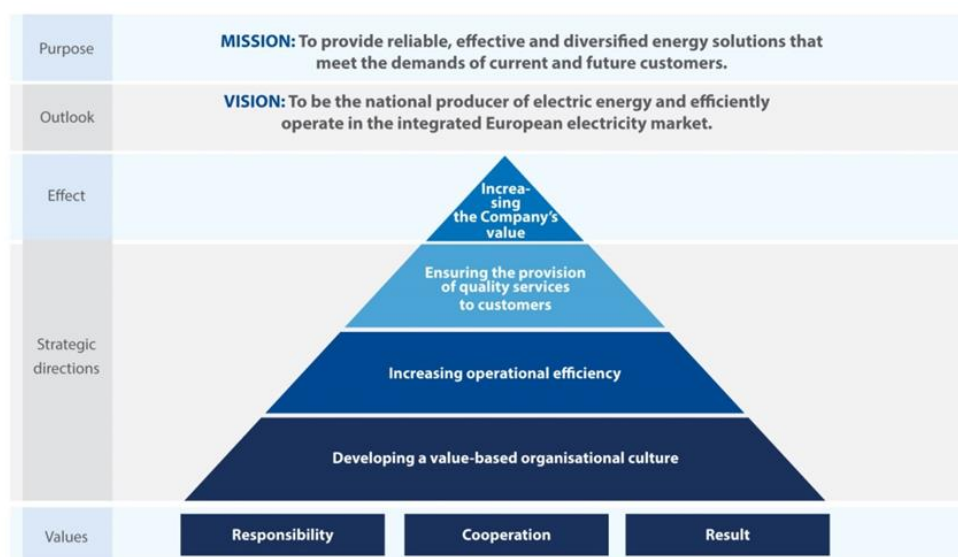 Purpose
MISSION: To provide reliable, effective and diversified energy solutions that
meet the demands of current and future customers.
Outlook
VISION: To be the national producer of electric energy and efficiently
operate in the integrated European electricity market.
Effect
Increa-
sing
the Company's
value
Strategic
directions
Ensuring the provision
of quality services
to customers
Increasing operational efficiency
Developing a value-based organisational culture
Values
Responsibility
Cooperation
Result